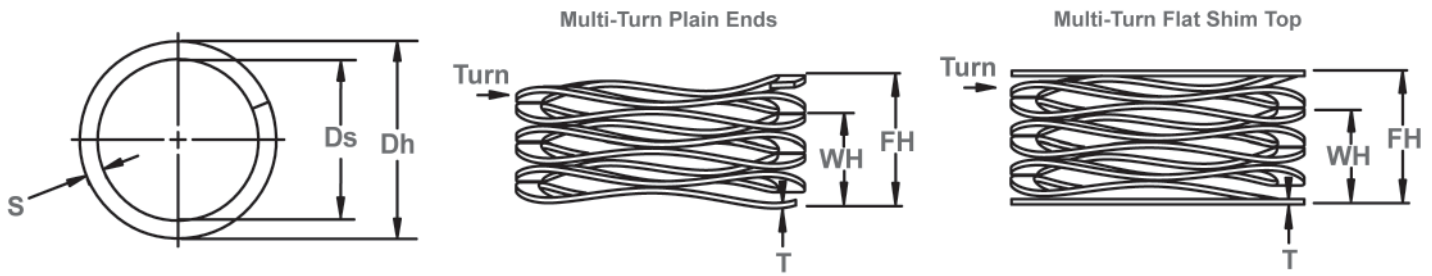 Multi-Turn Plain Ends
Multi-Turn Flat Shim Top
Turn
Turn
Ds
Dh
WH
FH
WH
FH
S
T
T